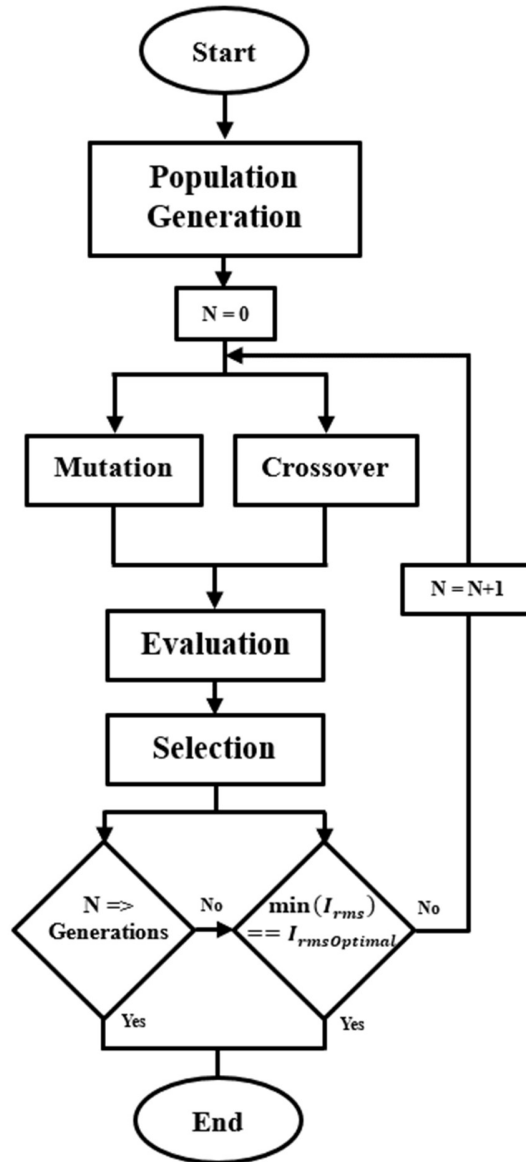 Start
Population
Generation
N = 0
Mutation
Crossover
N = N+1
Evaluation
Selection
N =>
Generations
No
min(I_rms)
== I_rmsOptimal
No
Yes
Yes
End